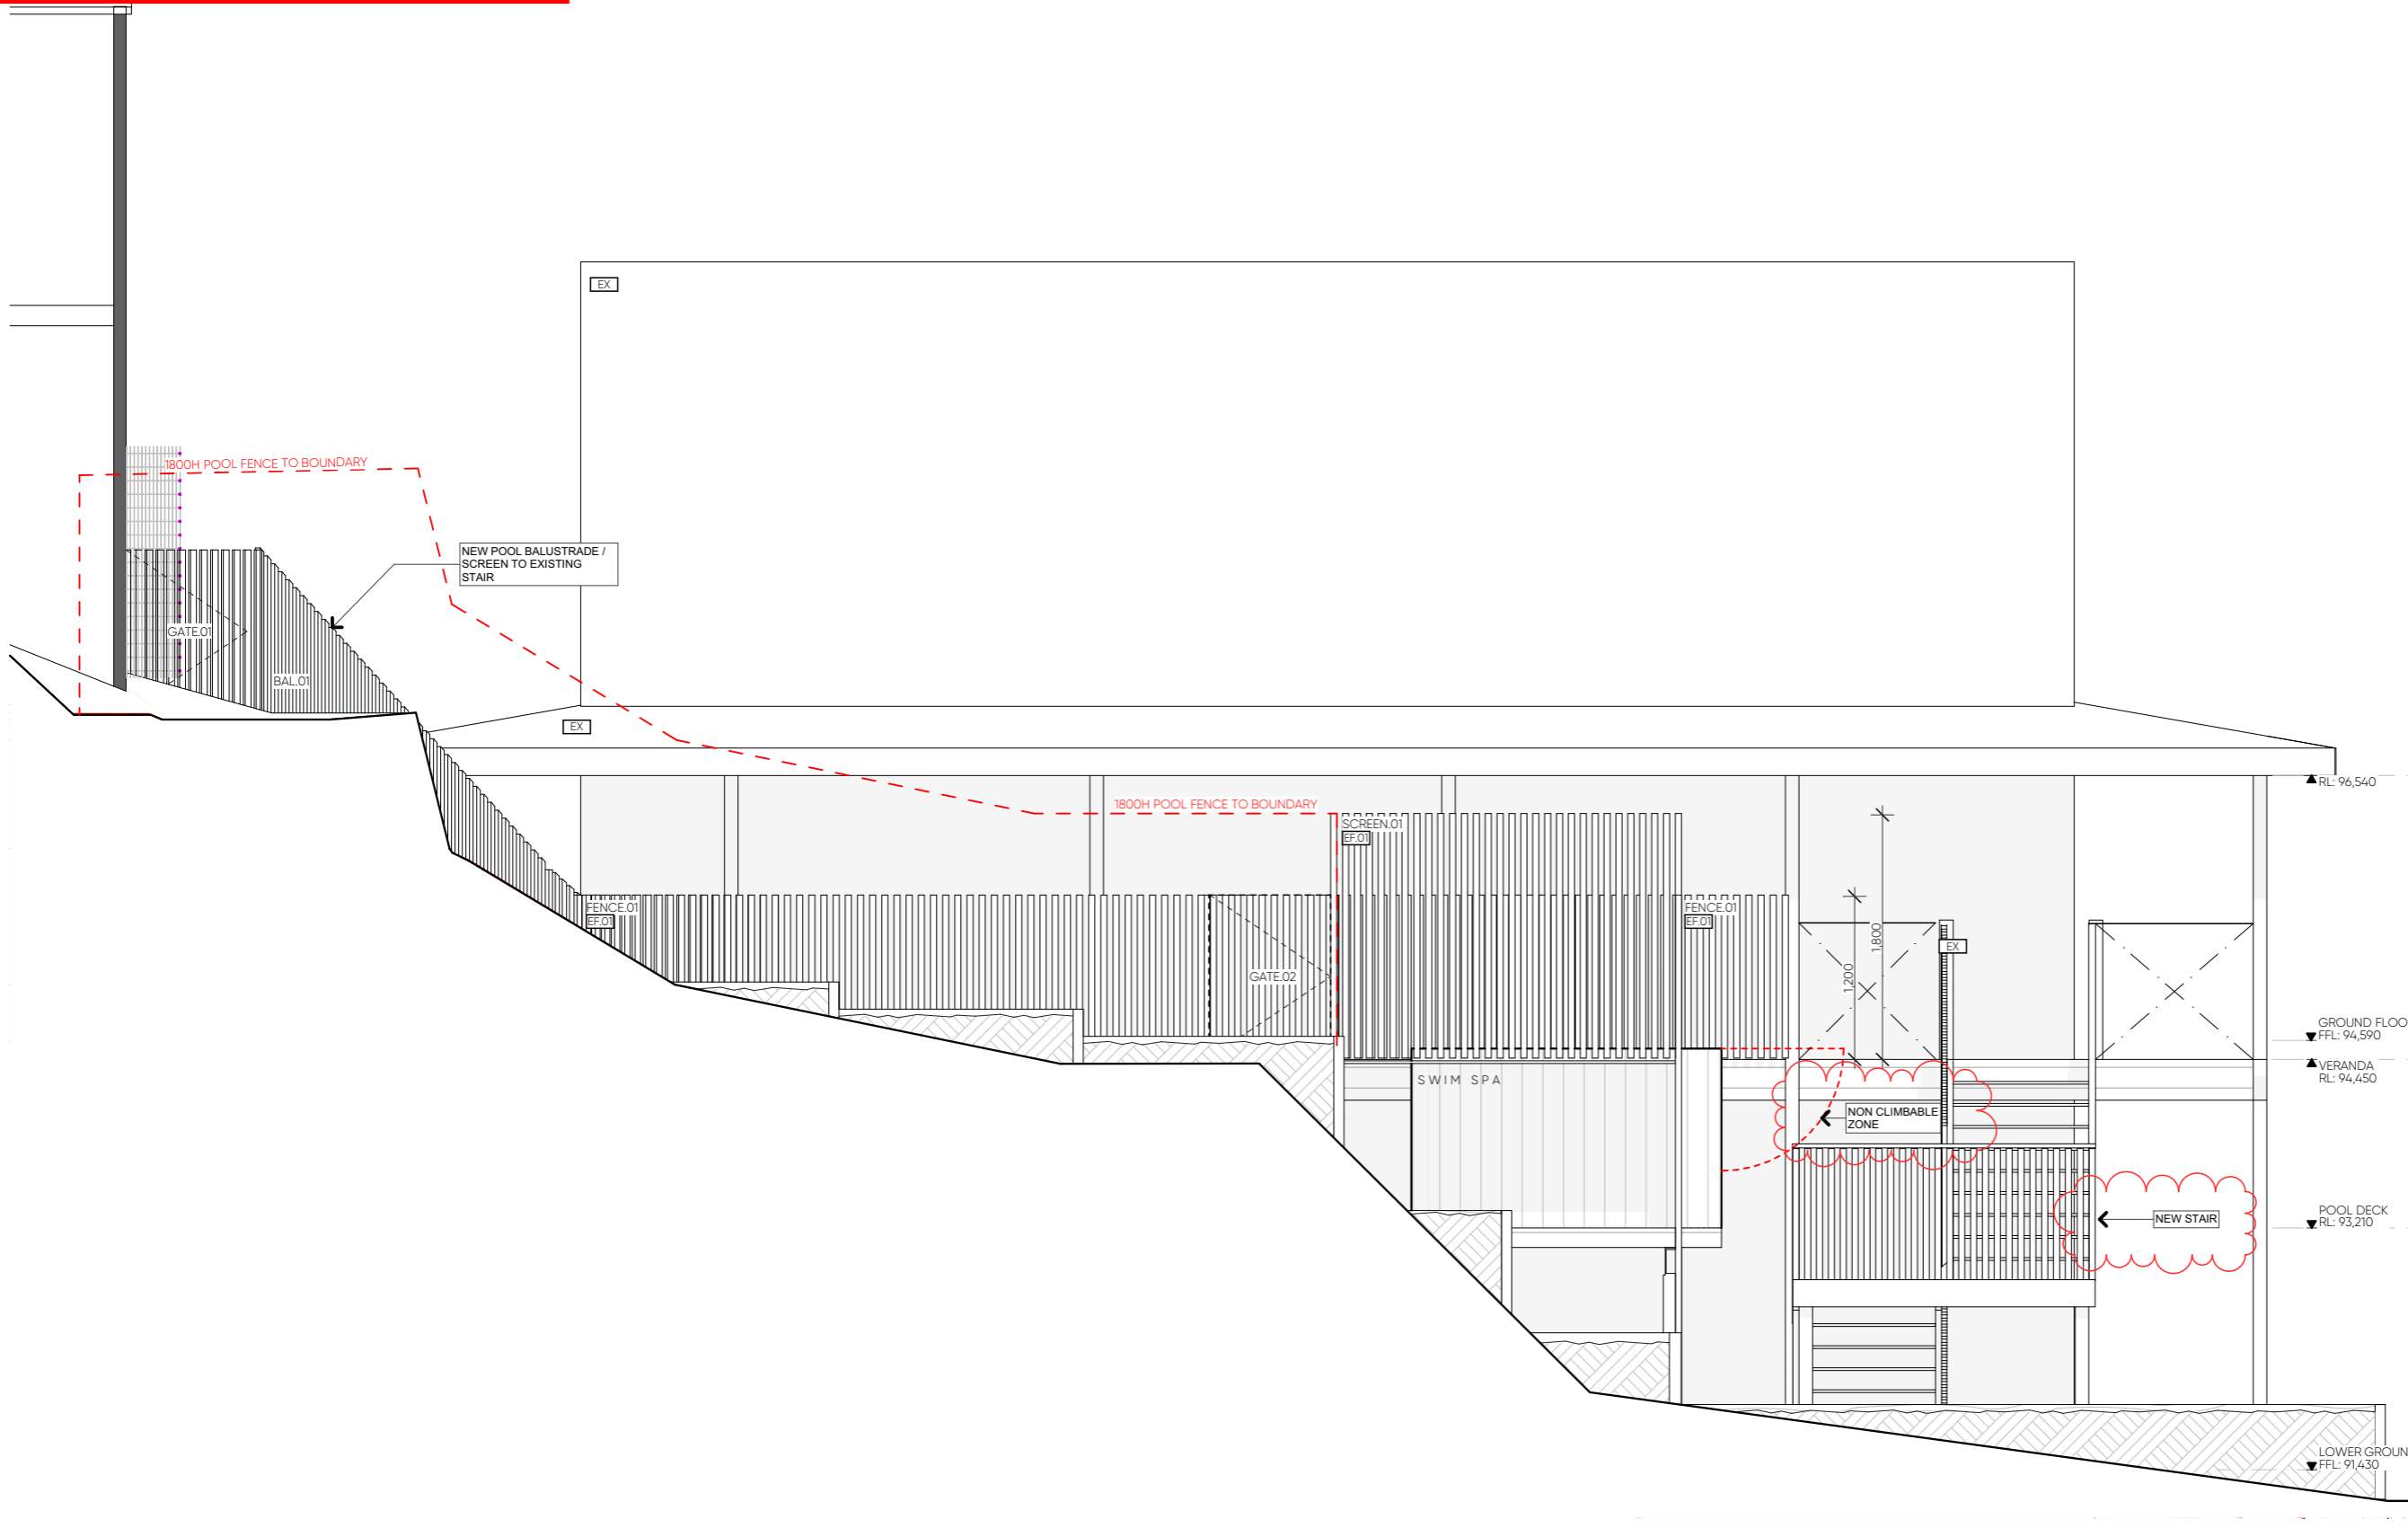 EX
1800H POOL FENCE TO BOUNDARY
NEW POOL BALUSTRADE /
SCREEN TO EXISTING
STAIR
GATE.01
BAL.01
EX
RL: 96,540
1800H POOL FENCE TO BOUNDARY
SCREEN.01
EF.01
FENCE.01
EF.01
FENCE.01
EF.01
1,800
EX
GATE.02
1,200
GROUND FLOO
FFL: 94,590
VERANDA
RL: 94,450
SWIM SPA
NON CLIMBABLE
ZONE
POOL DECK
RL: 93,210
NEW STAIR
LOWER GROUN
FFL: 91,430